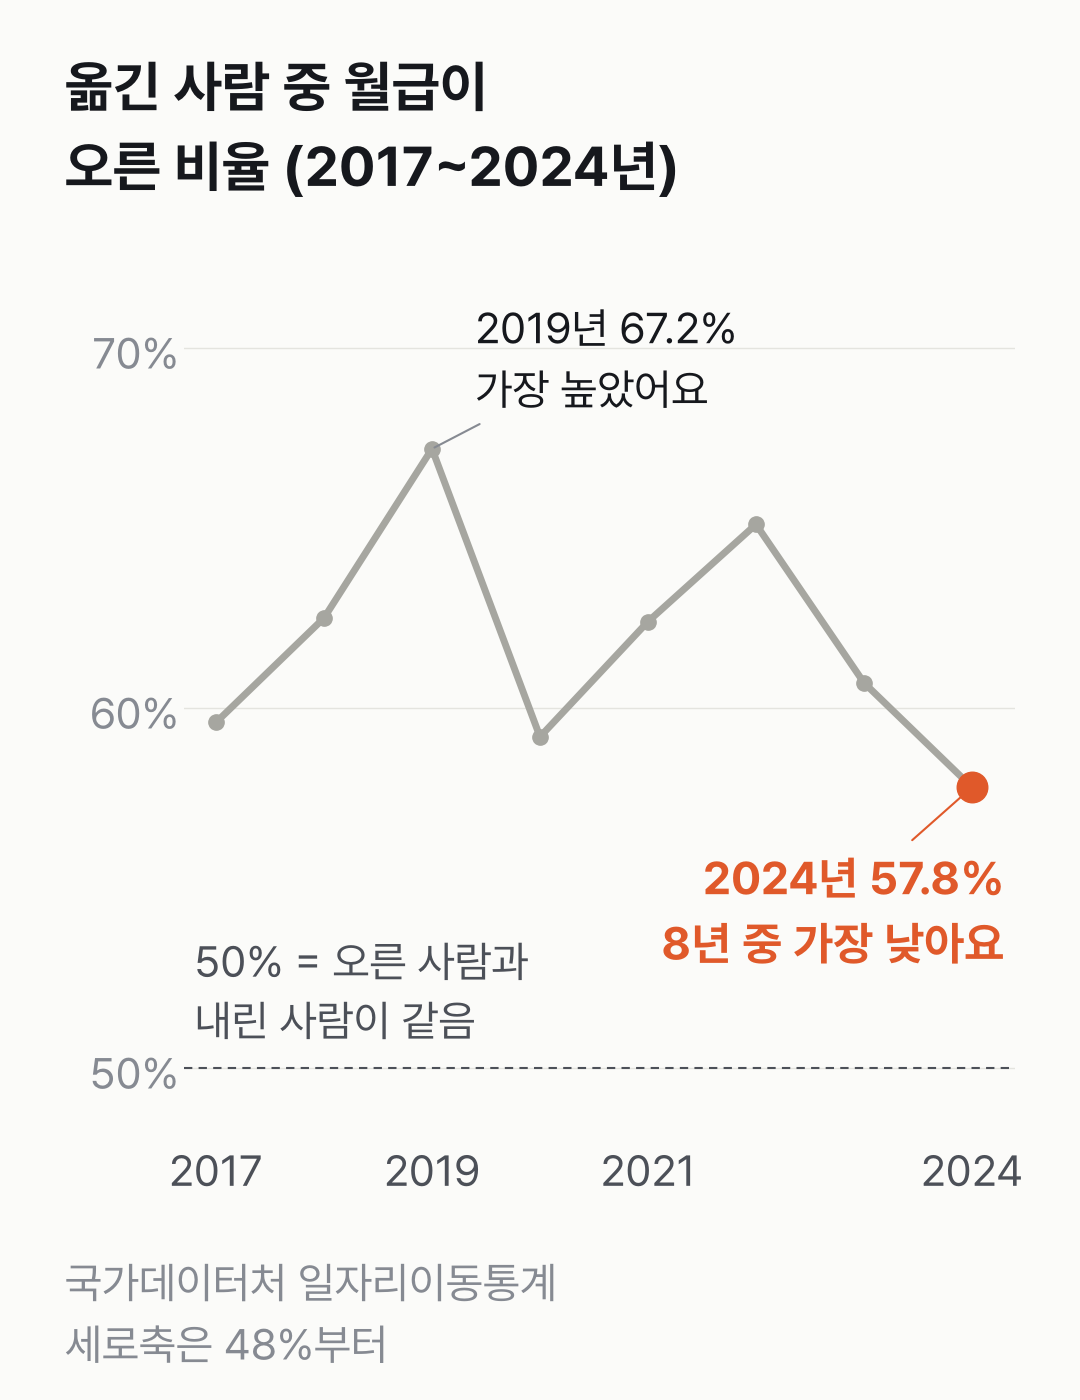 옮긴 사람 중 월급이
오른 비율 (2017~2024년)
2019년 67.2%
가장 높았어요
70%
60%
2024년 57.8%
8년 중 가장 낮아요
50% = 오른 사람과
내린 사람이 같음
50%
2017 2019 2021 2024
국가데이터처 일자리이동통계
세로축은 48%부터